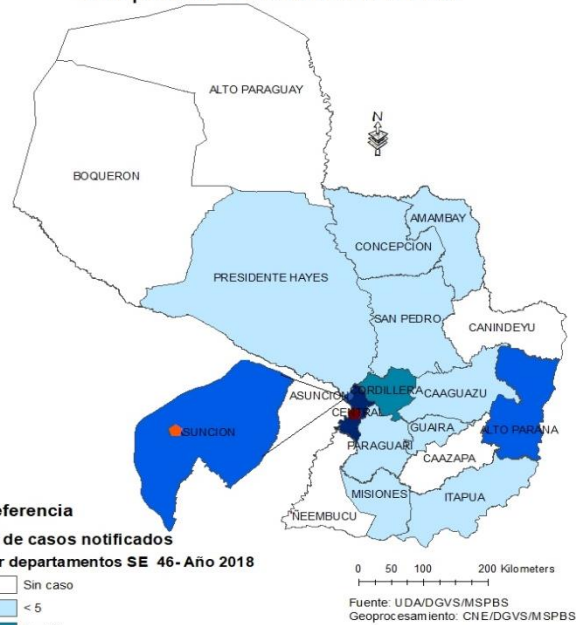 ALTO PARAGUAY
N
BOQUERON
AMAMBAY
CONCEPCION
PRESIDENTE HAYES
SAN PEDRO
CANINDEYU
ASUNCION
CORDILLERA
CAAGUAZU
CENTRAL
SUNCION
GUAIRA
ALTO PARANA
PARAGUARI
CAAZAPA
MISIONES
ITAPUA
ÑEEMBUCU
eferencia
de casos notificados
r departamentos SE 46- Año 2018
Sin caso
< 5
0 50 100 200 Kilometers
Fuente: UDA/DGVS/MSPBS
Geoprocesamiento: CNE/DGVS/MSPBS